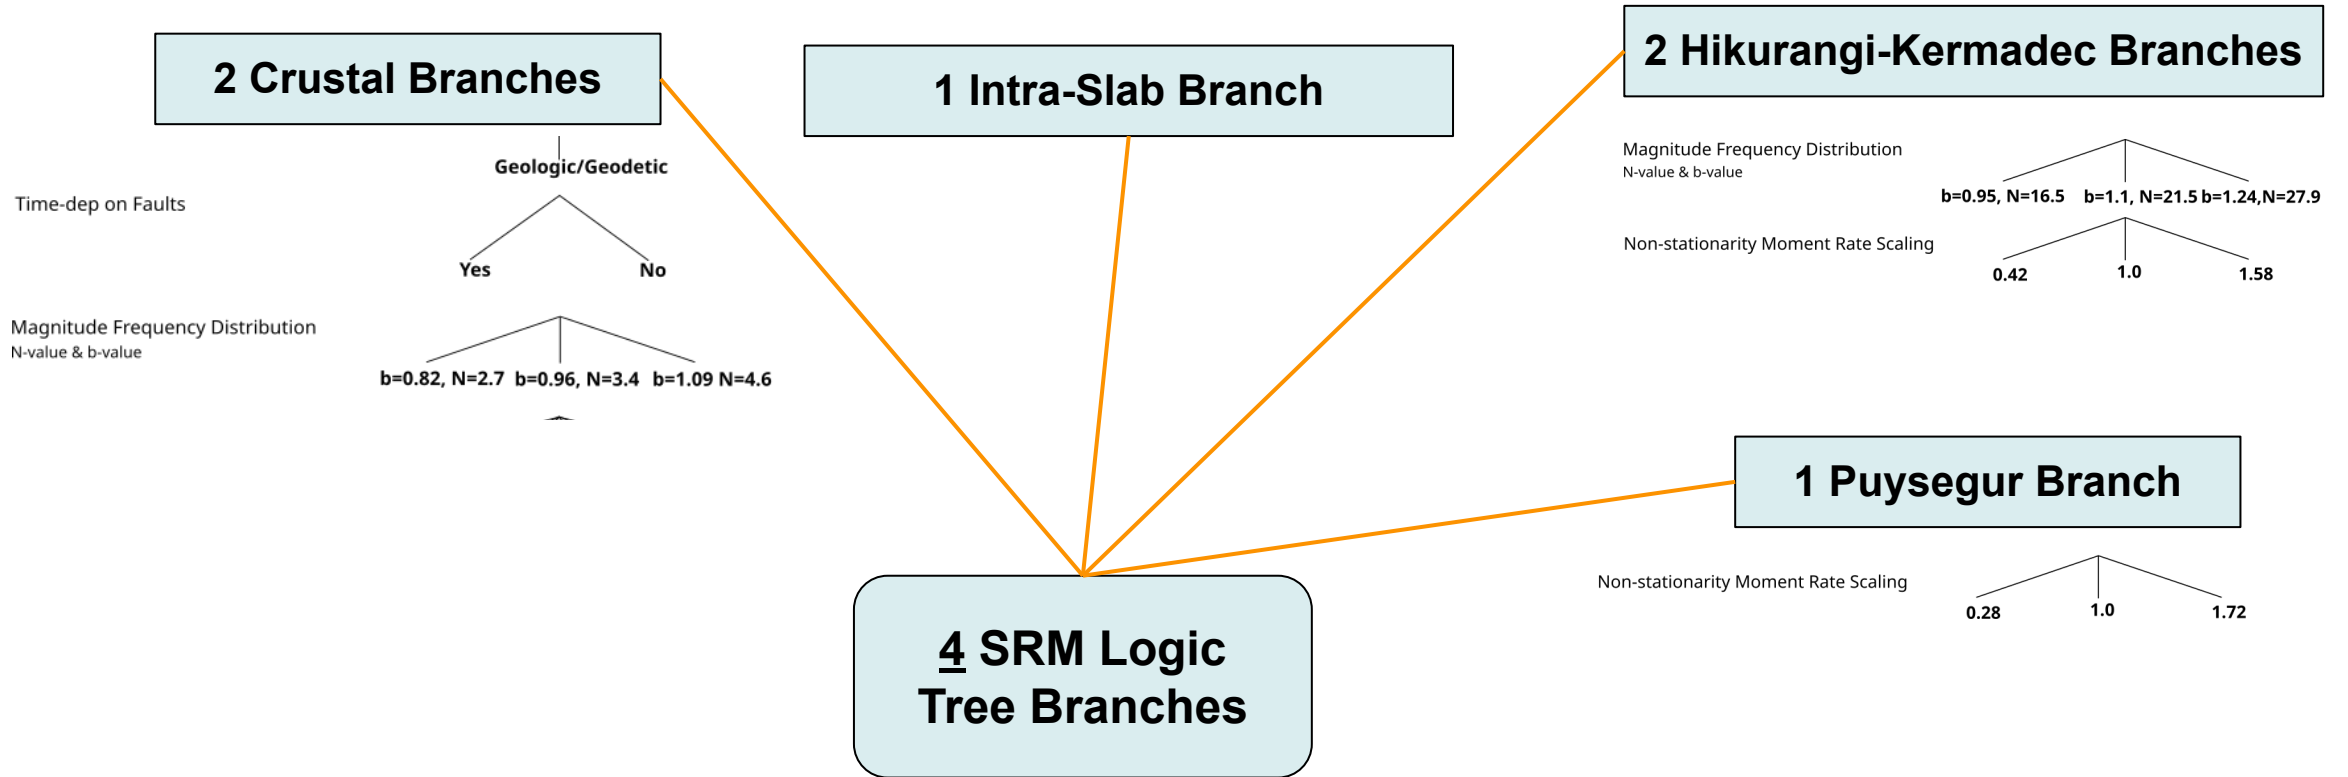 2 Crustal Branches
Geologic/Geodetic
Time-dep on Faults
Yes No
Magnitude Frequency Distribution
N-value & b-value
b=0.82, N=2.7 b=0.96, N=3.4 b=1.09 N=4.6
1 Intra-Slab Branch
2 Hikurangi-Kermadec Branches
Magnitude Frequency Distribution
N-value & b-value
b=0.95, N=16.5 b=1.1, N=21.5 b=1.24,N=27.9
Non-stationarity Moment Rate Scaling
0.42 1.0 1.58
1 Puysegur Branch
Non-stationarity Moment Rate Scaling
0.28 1.0 1.72
4 SRM Logic
Tree Branches